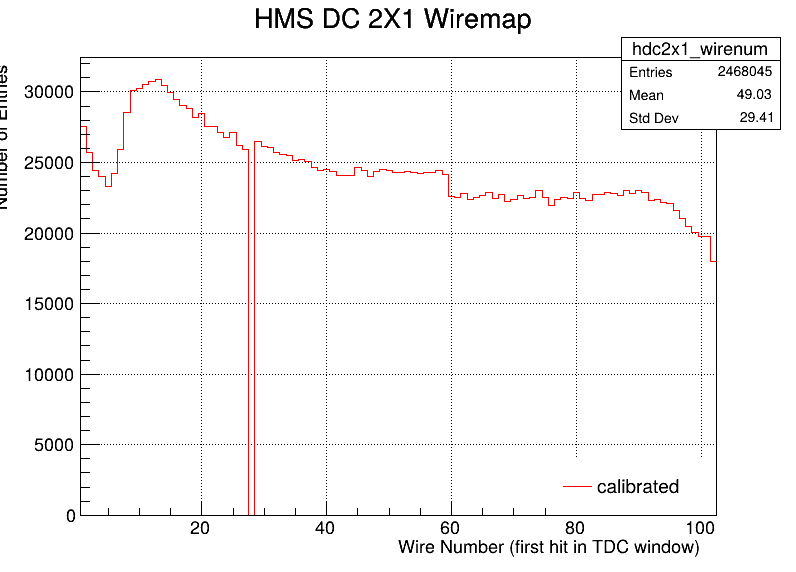 HMS DC 2X1 Wiremap
hdc2x1_wirenum
Entries 2468045
Mean 49.03
Std Dev 29.41
Number of Entries
30000
25000
20000
15000
10000
5000
0
calibrated
20 40 60 80 100
Wire Number (first hit in TDC window)